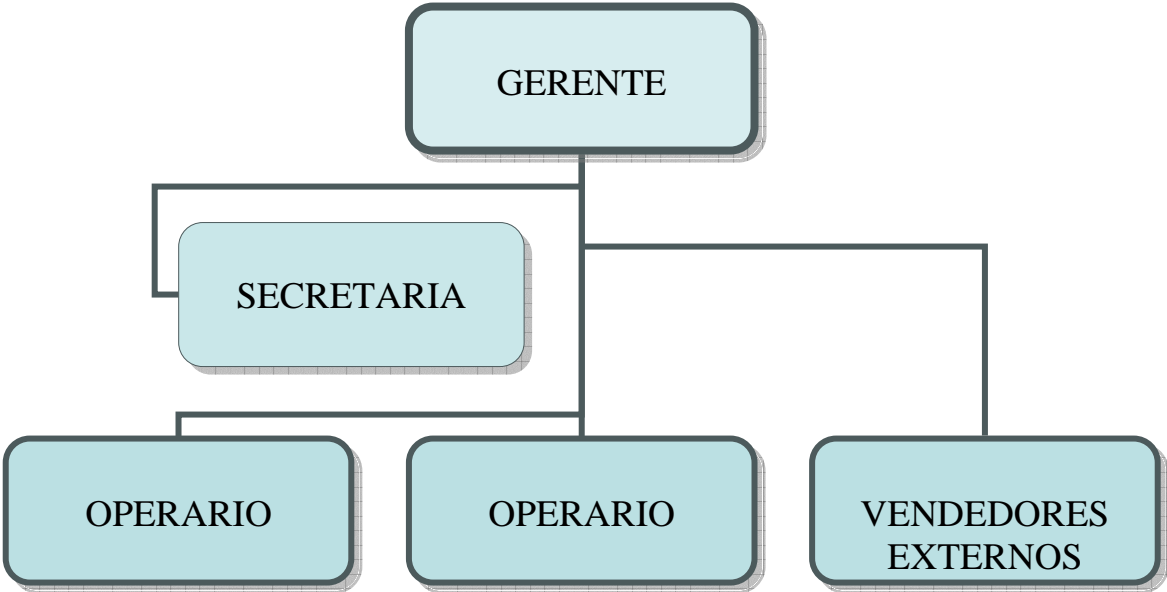 GERENTE
SECRETARIA
OPERARIO
OPERARIO
VENDEDORES
EXTERNOS